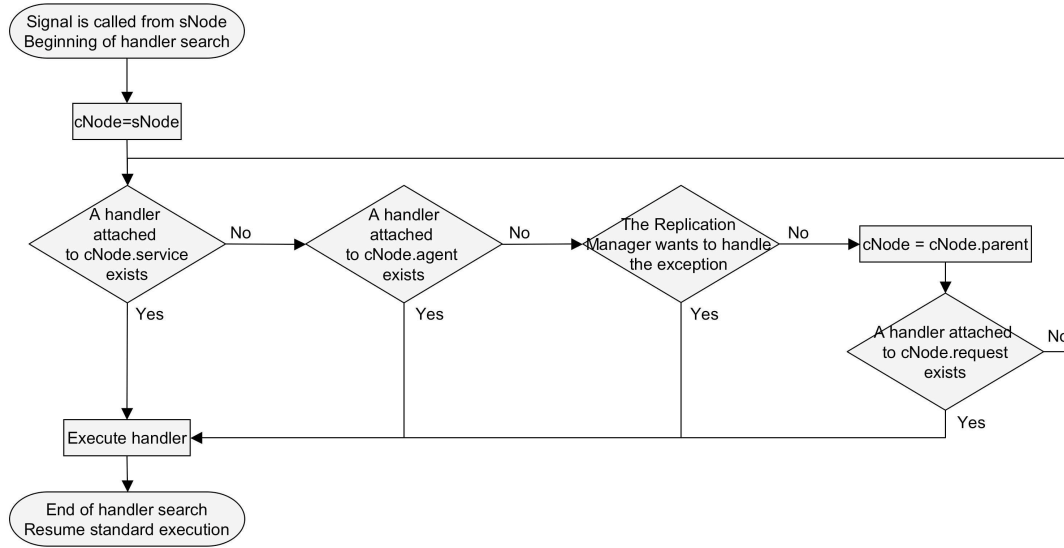 Signal is called from sNode
Beginning of handler search
cNode=sNode
A handler
attached
to cNode.service
exists
No
Yes
A handler
attached
to cNode.agent
exists
No
Yes
The Replication
Manager wants to handle
the exception
No
Yes
cNode = cNode.parent
A handler attached
to cNode.request
exists
No
Yes
Execute handler
End of handler search
Resume standard execution